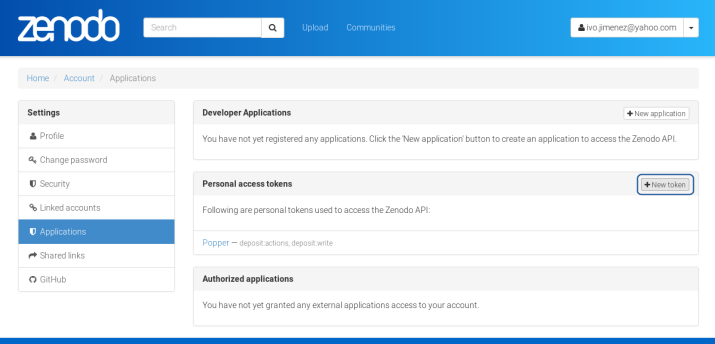 zenodo
Search
Upload
Communities
ivo.jimenez@yahoo.com
Home / Account / Applications
Settings
Profile
Change password
Security
Linked accounts
Applications
Shared links
GitHub
Developer Applications
New application
You have not yet registered any applications. Click the 'New application' button to create an application to access the Zenodo API.
Personal access tokens
New token
Following are personal tokens used to access the Zenodo API:
Popper — deposit:actions, deposit:write
Authorized applications
You have not yet granted any external applications access to your account.